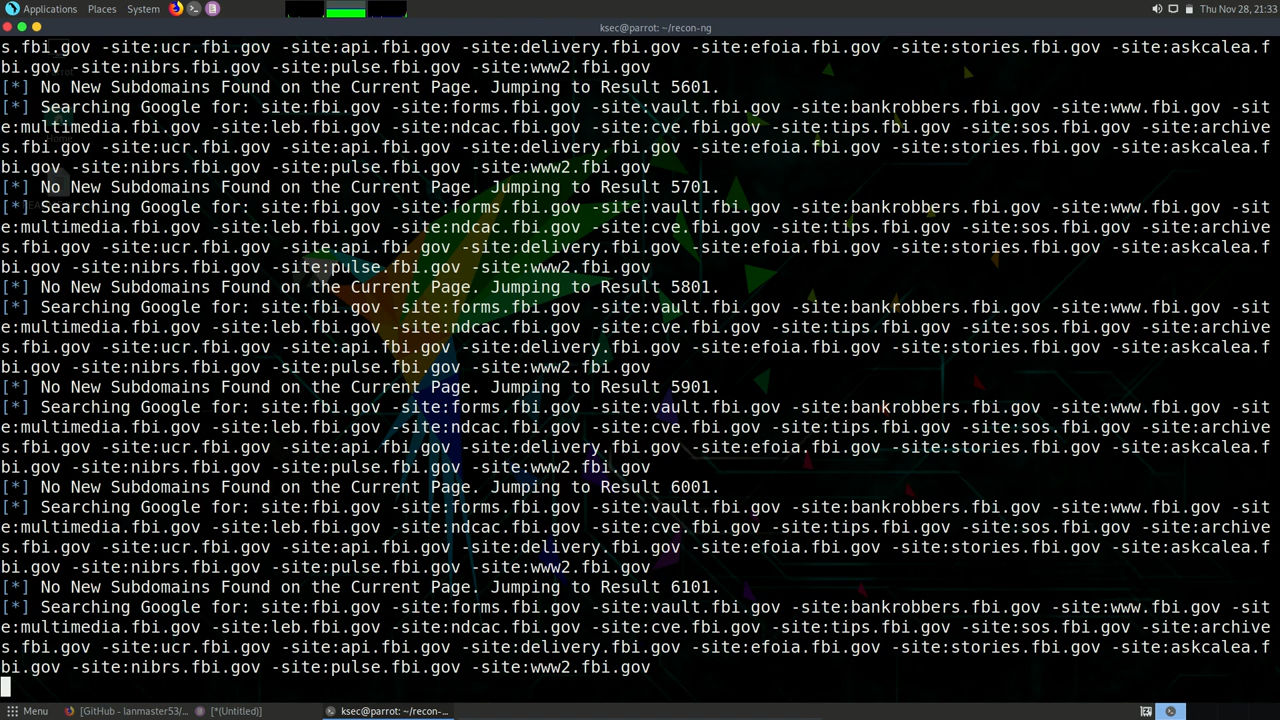 Applications Places System
Thu Nov 28, 21:33
ksec@parrot: ~/recon-ng
s.fbi.gov -site:ucr.fbi.gov -site:api.fbi.gov -site:delivery.fbi.gov -site:efoia.fbi.gov -site:stories.fbi.gov -site:askcalea.f
bi.gov -site:nibrs.fbi.gov -site:pulse.fbi.gov -site:www2.fbi.gov
[*] No New Subdomains Found on the Current Page. Jumping to Result 5601.
[*] Searching Google for: site:fbi.gov -site:forms.fbi.gov -site:vault.fbi.gov -site:bankrobbers.fbi.gov -site:www.fbi.gov -sit
e:multimedia.fbi.gov -site:leb.fbi.gov -site:ndcac.fbi.gov -site:cve.fbi.gov -site:tips.fbi.gov -site:sos.fbi.gov -site:archive
s.fbi.gov -site:ucr.fbi.gov -site:api.fbi.gov -site:delivery.fbi.gov -site:efoia.fbi.gov -site:stories.fbi.gov -site:askcalea.f
bi.gov -site:nibrs.fbi.gov -site:pulse.fbi.gov -site:www2.fbi.gov
[*] No New Subdomains Found on the Current Page. Jumping to Result 5701.
[*] Searching Google for: site:fbi.gov -site:forms.fbi.gov -site:vault.fbi.gov -site:bankrobbers.fbi.gov -site:www.fbi.gov -sit
e:multimedia.fbi.gov -site:leb.fbi.gov -site:ndcac.fbi.gov -site:cve.fbi.gov -site:tips.fbi.gov -site:sos.fbi.gov -site:archive
s.fbi.gov -site:ucr.fbi.gov -site:api.fbi.gov -site:delivery.fbi.gov -site:efoia.fbi.gov -site:stories.fbi.gov -site:askcalea.f
bi.gov -site:nibrs.fbi.gov -site:pulse.fbi.gov -site:www2.fbi.gov
[*] No New Subdomains Found on the Current Page. Jumping to Result 5801.
[*] Searching Google for: site:fbi.gov -site:forms.fbi.gov -site:vault.fbi.gov -site:bankrobbers.fbi.gov -site:www.fbi.gov -sit
e:multimedia.fbi.gov -site:leb.fbi.gov -site:ndcac.fbi.gov -site:cve.fbi.gov -site:tips.fbi.gov -site:sos.fbi.gov -site:archive
s.fbi.gov -site:ucr.fbi.gov -site:api.fbi.gov -site:delivery.fbi.gov -site:efoia.fbi.gov -site:stories.fbi.gov -site:askcalea.f
bi.gov -site:nibrs.fbi.gov -site:pulse.fbi.gov -site:www2.fbi.gov
[*] No New Subdomains Found on the Current Page. Jumping to Result 5901.
[*] Searching Google for: site:fbi.gov -site:forms.fbi.gov -site:vault.fbi.gov -site:bankrobbers.fbi.gov -site:www.fbi.gov -sit
e:multimedia.fbi.gov -site:leb.fbi.gov -site:ndcac.fbi.gov -site:cve.fbi.gov -site:tips.fbi.gov -site:sos.fbi.gov -site:archive
s.fbi.gov -site:ucr.fbi.gov -site:api.fbi.gov -site:delivery.fbi.gov -site:efoia.fbi.gov -site:stories.fbi.gov -site:askcalea.f
bi.gov -site:nibrs.fbi.gov -site:pulse.fbi.gov -site:www2.fbi.gov
[*] No New Subdomains Found on the Current Page. Jumping to Result 6001.
[*] Searching Google for: site:fbi.gov -site:forms.fbi.gov -site:vault.fbi.gov -site:bankrobbers.fbi.gov -site:www.fbi.gov -sit
e:multimedia.fbi.gov -site:leb.fbi.gov -site:ndcac.fbi.gov -site:cve.fbi.gov -site:tips.fbi.gov -site:sos.fbi.gov -site:archive
s.fbi.gov -site:ucr.fbi.gov -site:api.fbi.gov -site:delivery.fbi.gov -site:efoia.fbi.gov -site:stories.fbi.gov -site:askcalea.f
bi.gov -site:nibrs.fbi.gov -site:pulse.fbi.gov -site:www2.fbi.gov
[*] No New Subdomains Found on the Current Page. Jumping to Result 6101.
[*] Searching Google for: site:fbi.gov -site:forms.fbi.gov -site:vault.fbi.gov -site:bankrobbers.fbi.gov -site:www.fbi.gov -sit
e:multimedia.fbi.gov -site:leb.fbi.gov -site:ndcac.fbi.gov -site:cve.fbi.gov -site:tips.fbi.gov -site:sos.fbi.gov -site:archive
s.fbi.gov -site:ucr.fbi.gov -site:api.fbi.gov -site:delivery.fbi.gov -site:efoia.fbi.gov -site:stories.fbi.gov -site:askcalea.f
bi.gov -site:nibrs.fbi.gov -site:pulse.fbi.gov -site:www2.fbi.gov
Menu [GitHub - lanmaster53/... [*(Untitled)] ksec@parrot: ~/recon-...